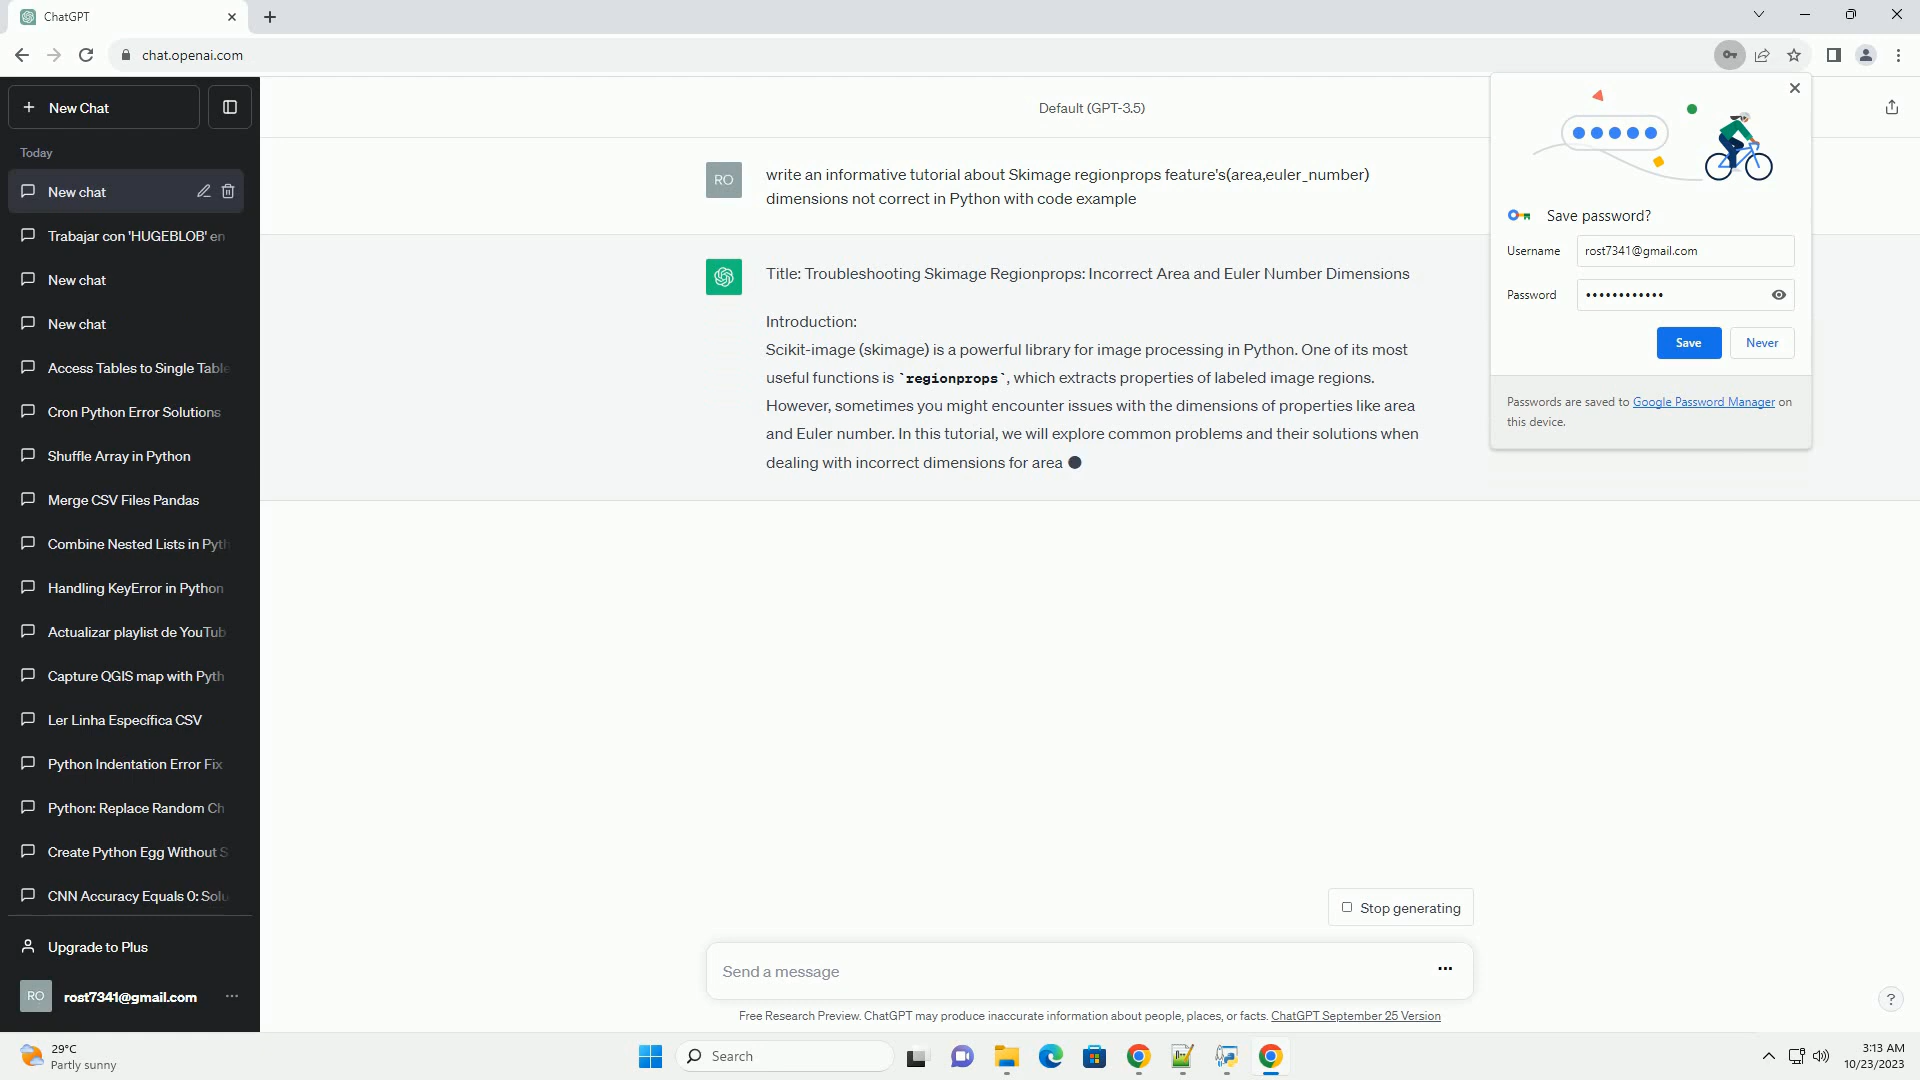 ChatGPT
chat.openai.com
New Chat
Today
New chat
Trabajar con 'HUGEBLOB' en
New chat
New chat
Access Tables to Single Table
Cron Python Error Solutions
Shuffle Array in Python
Merge CSV Files Pandas
Combine Nested Lists in Pyth
Handling KeyError in Python
Actualizar playlist de YouTub
Capture QGIS map with Pyth
Ler Linha Específica CSV
Python Indentation Error Fix
Python: Replace Random Ch
Create Python Egg Without S
CNN Accuracy Equals 0: Solu
Upgrade to Plus
RO rost7341@gmail.com
Default (GPT-3.5)
RO
write an informative tutorial about Skimage regionprops feature's(area,euler_number)
dimensions not correct in Python with code example
Title: Troubleshooting Skimage Regionprops: Incorrect Area and Euler Number Dimensions
Introduction:
Scikit-image (skimage) is a powerful library for image processing in Python. One of its most
useful functions is `regionprops`, which extracts properties of labeled image regions.
However, sometimes you might encounter issues with the dimensions of properties like area
and Euler number. In this tutorial, we will explore common problems and their solutions when
dealing with incorrect dimensions for area
Save password?
Username rost7341@gmail.com
Password ••••••••••••
Save Never
Passwords are saved to Google Password Manager on
this device.
Stop generating
Send a message
Free Research Preview. ChatGPT may produce inaccurate information about people, places, or facts. ChatGPT September 25 Version
?
29°C
Partly sunny
Search
3:13 AM
10/23/2023